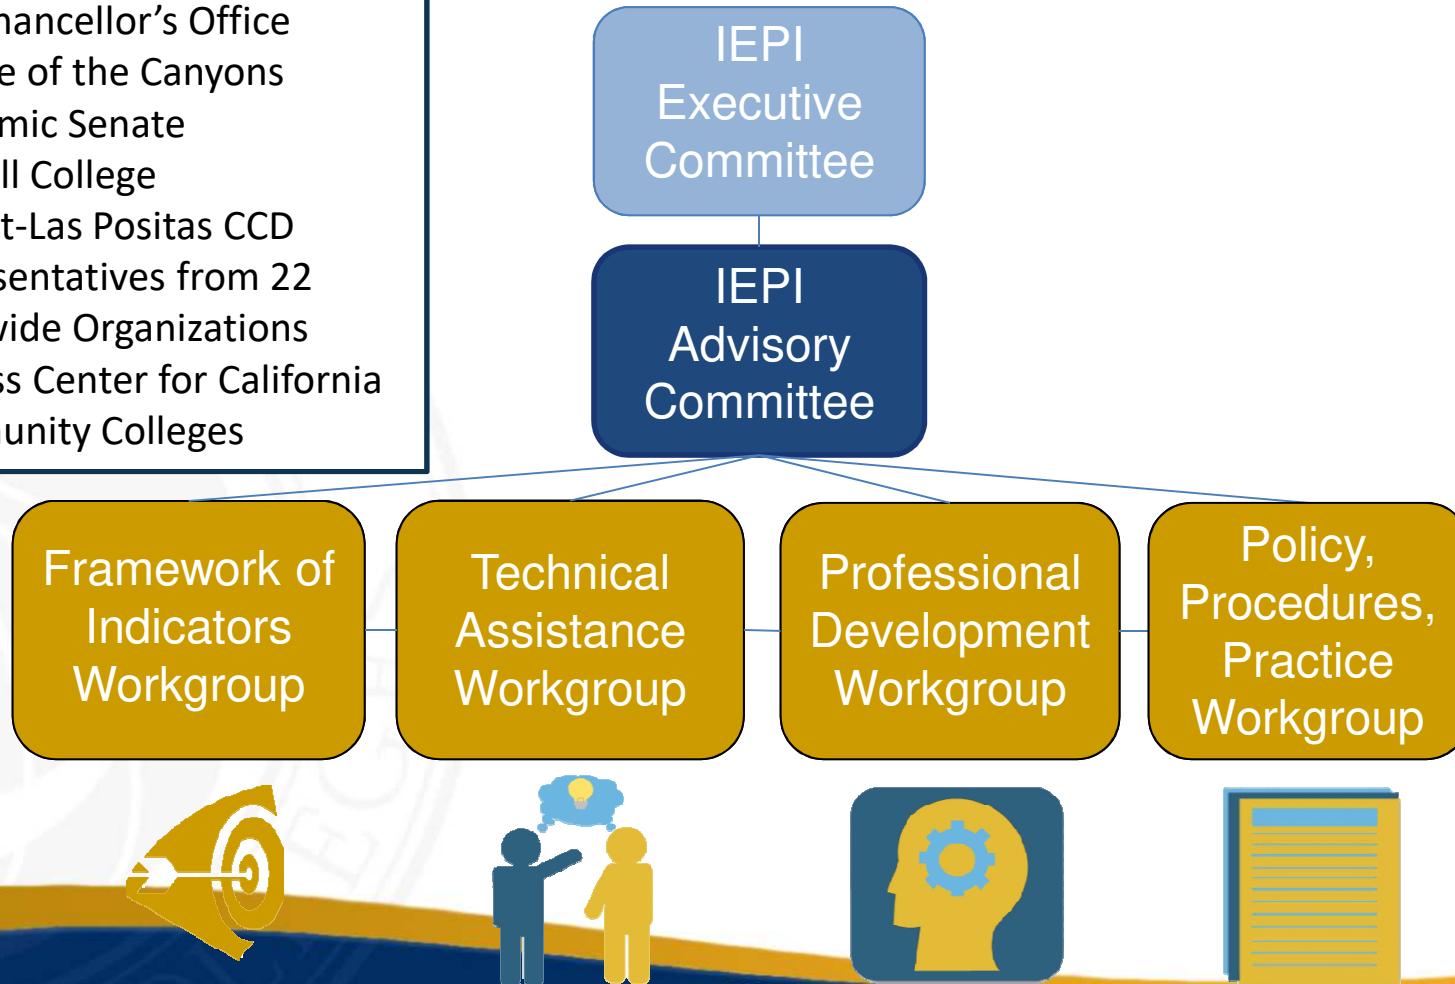 hancellor's Office
e of the Canyons
mic Senate
ll College
t-Las Positas CCD
sentatives from 22
wide Organizations
ss Center for California
unity Colleges
IEPI
Executive
Committee
IEPI
Advisory
Committee
Framework of
Indicators
Workgroup
Technical
Assistance
Workgroup
Professional
Development
Workgroup
Policy,
Procedures,
Practice
Workgroup